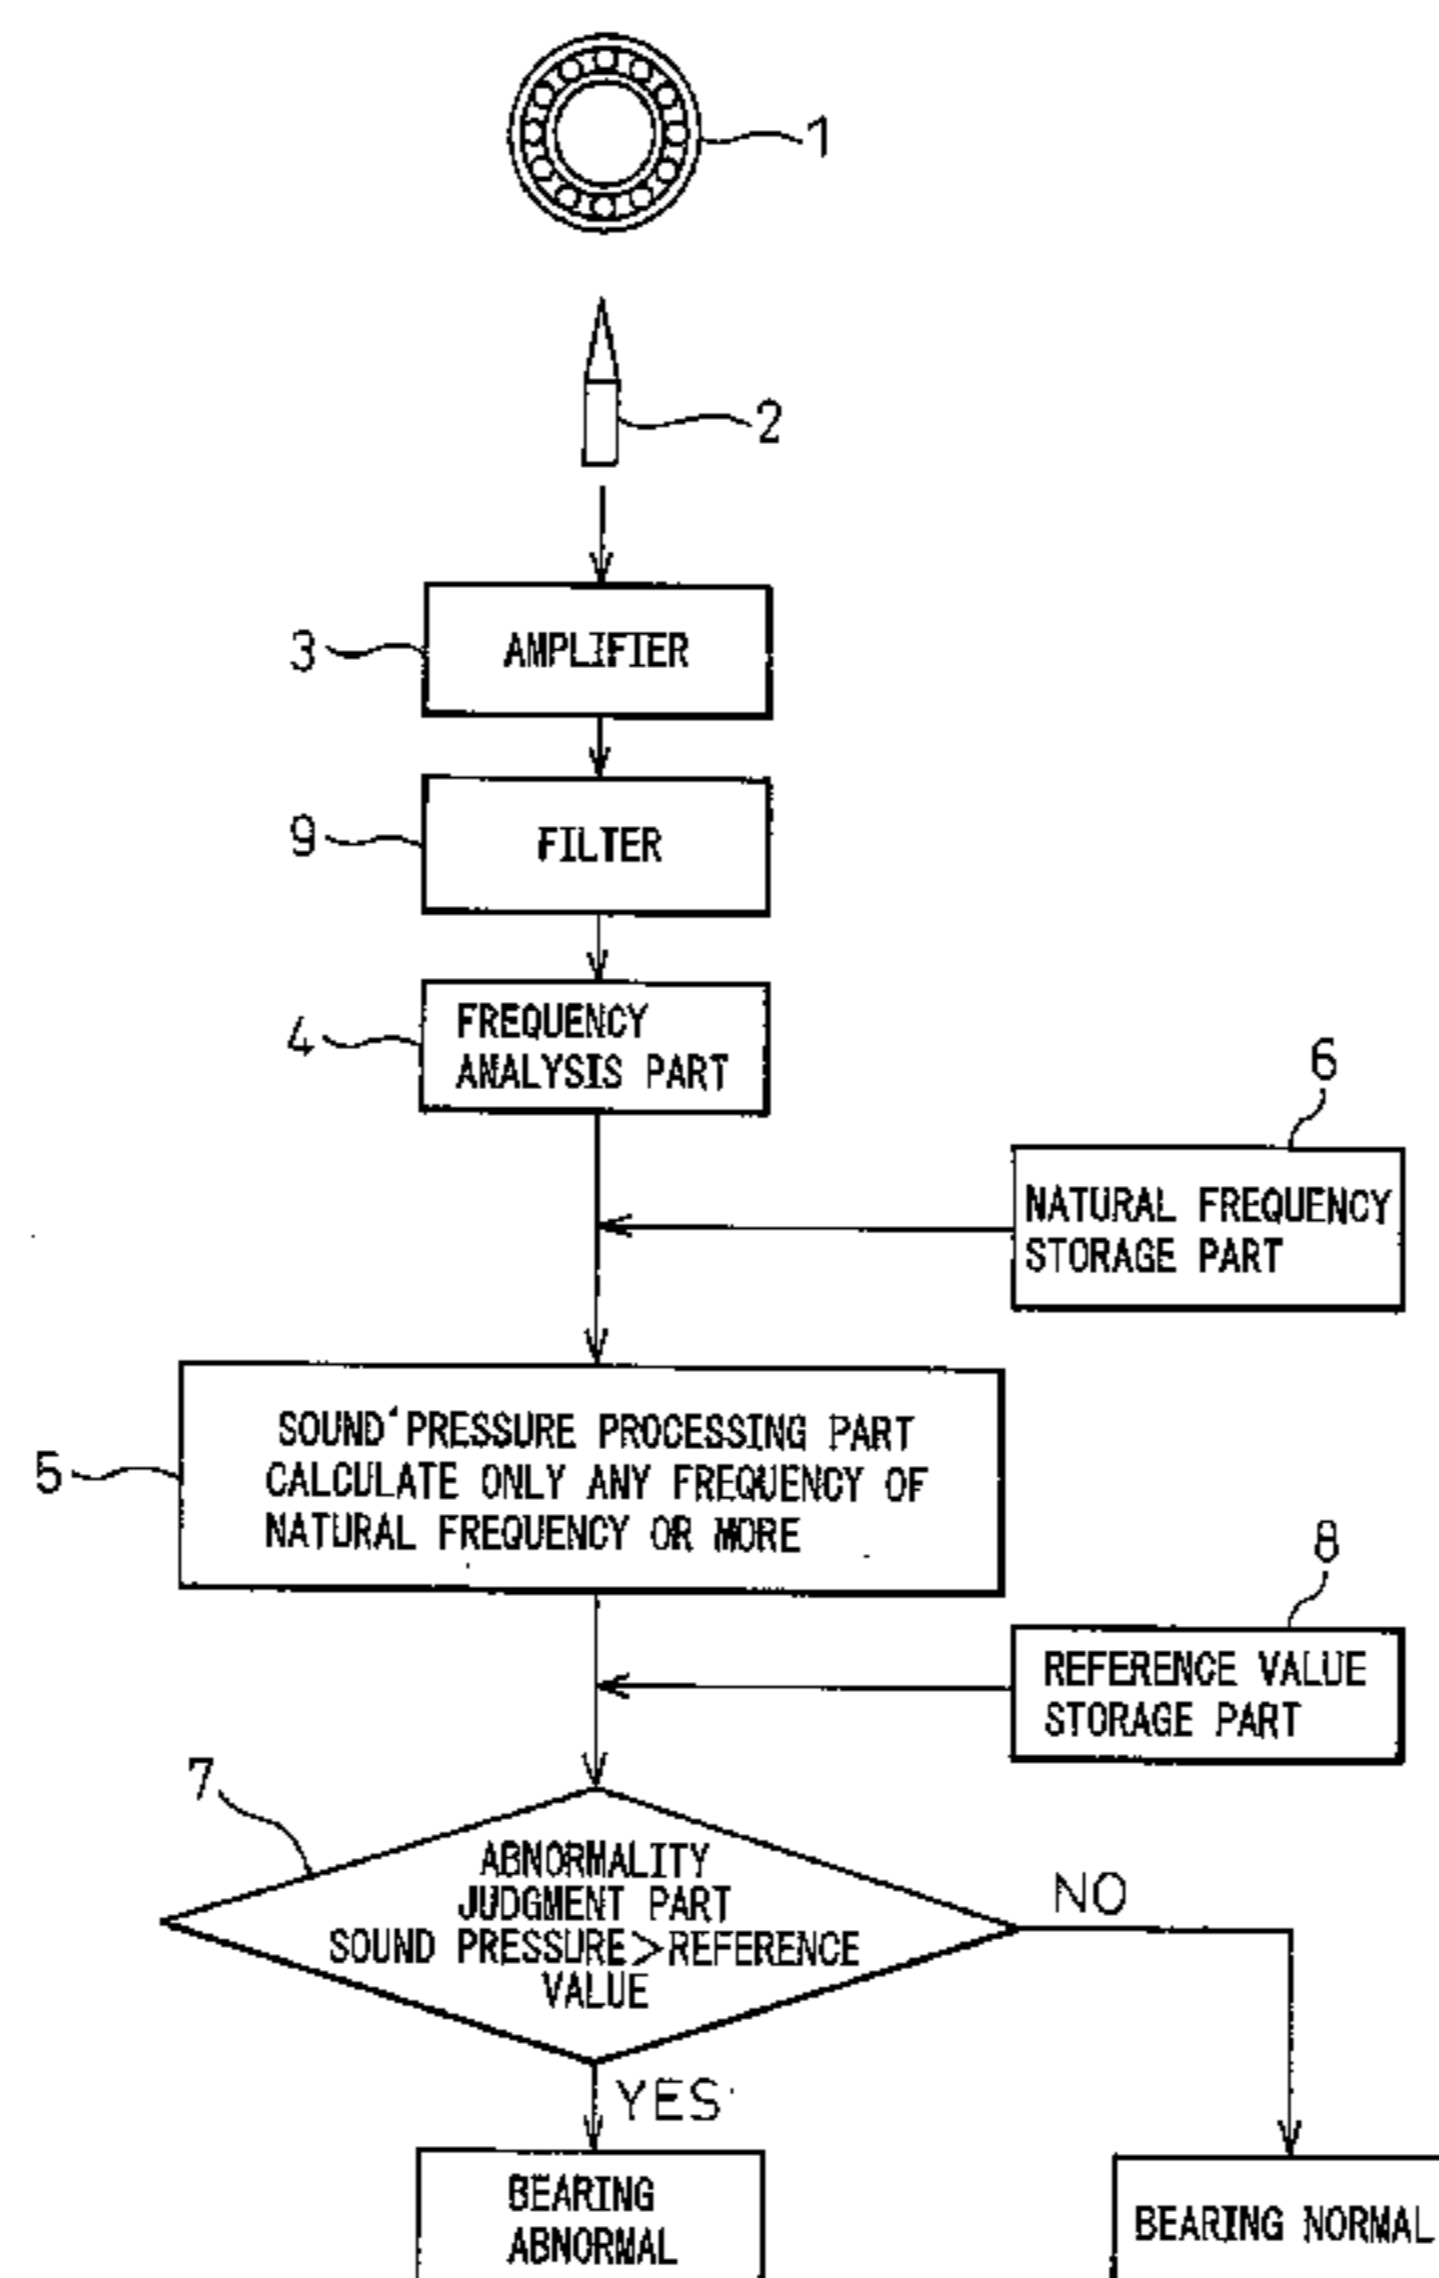 1
2
3
AMPLIFIER
9
FILTER
4
FREQUENCY
ANALYSIS PART
6
NATURAL FREQUENCY
STORAGE PART
5
SOUND PRESSURE PROCESSING PART
CALCULATE ONLY ANY FREQUENCY OF
NATURAL FREQUENCY OR MORE
8
REFERENCE VALUE
STORAGE PART
7
ABNORMALITY
JUDGMENT PART
SOUND PRESSURE>REFERENCE
VALUE
NO
YES
BEARING
ABNORMAL
BEARING NORMAL